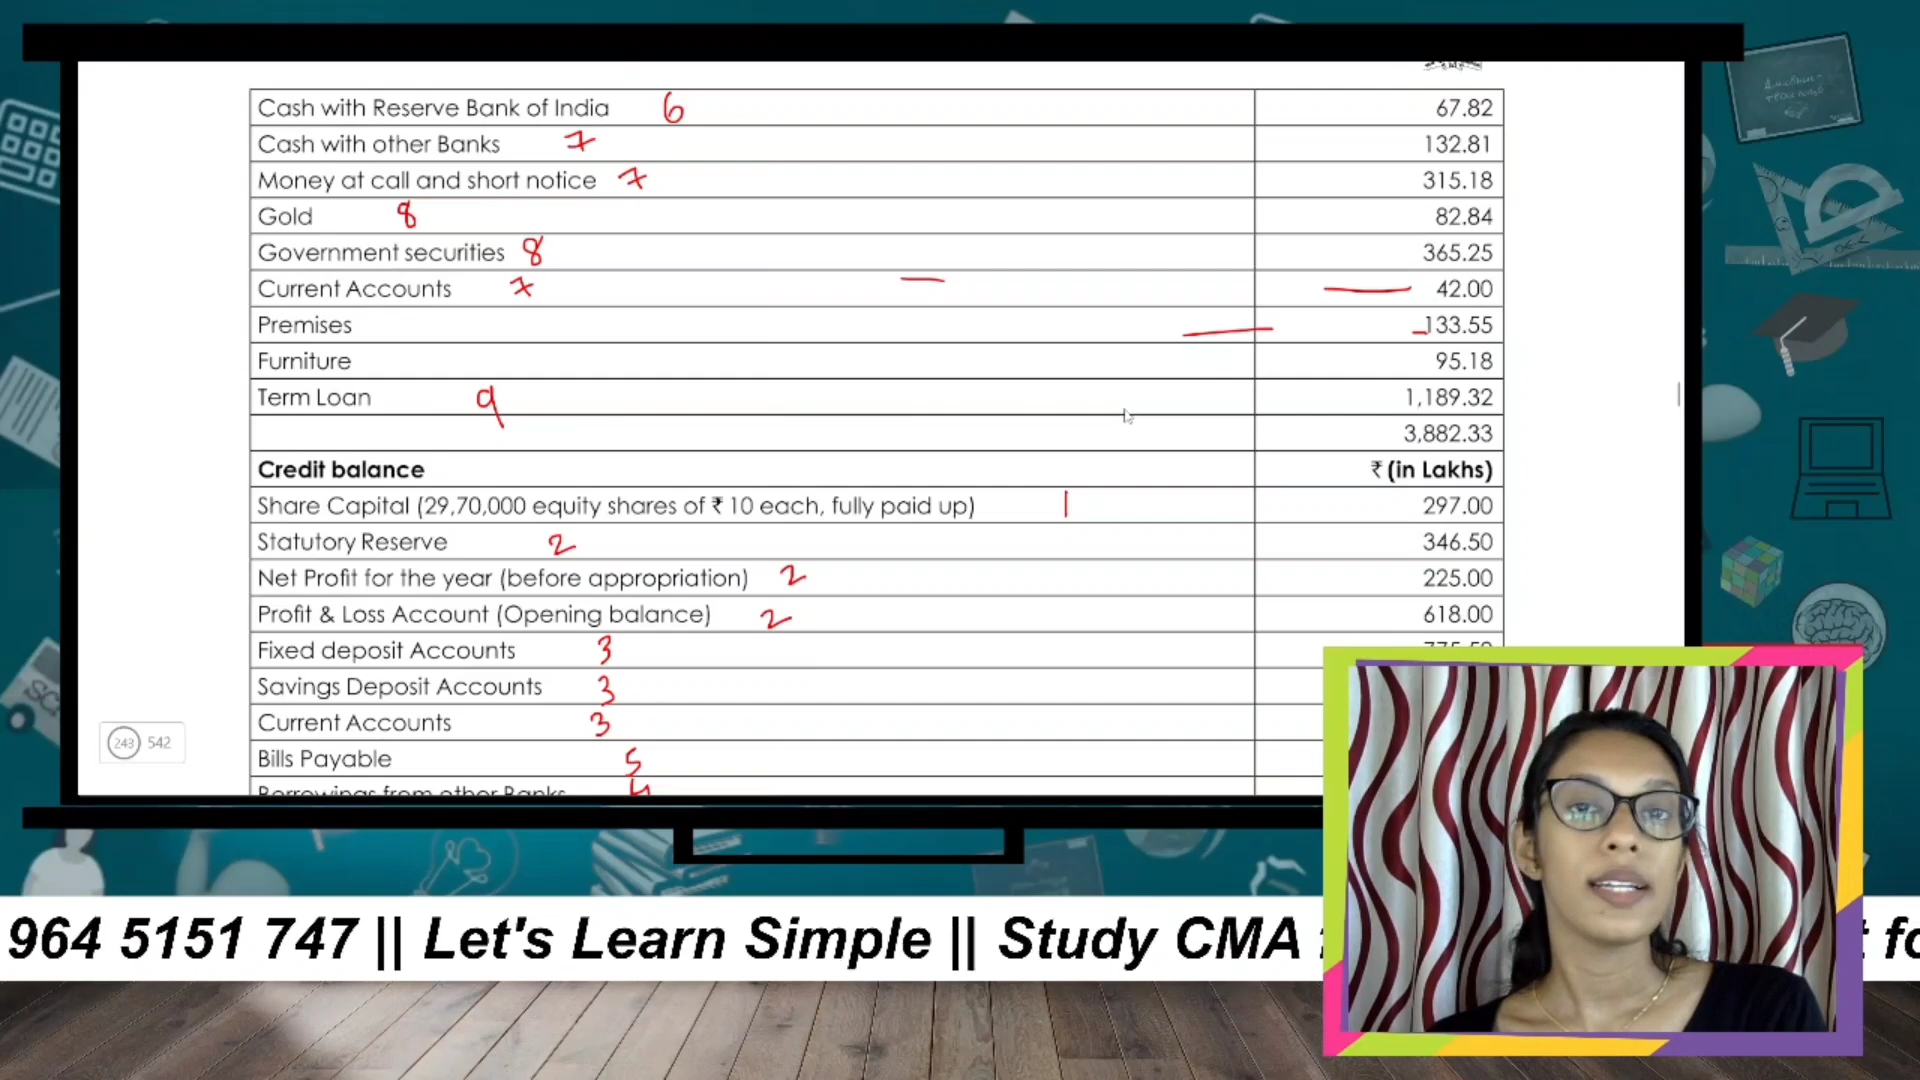 Cash with Reserve Bank of India 6 67.82
Cash with other Banks 7 132.81
Money at call and short notice 7 315.18
Gold 8 82.84
Government securities 8 365.25
Current Accounts 7 42.00
Premises 133.55
Furniture 95.18
Term Loan 9 1,189.32
3,882.33
Credit balance ₹ (in Lakhs)
Share Capital (29,70,000 equity shares of ₹ 10 each, fully paid up) 1 297.00
Statutory Reserve 2 346.50
Net Profit for the year (before appropriation) 2 225.00
Profit & Loss Account (Opening balance) 2 618.00
Fixed deposit Accounts 3
Savings Deposit Accounts 3
Current Accounts 3
243 542
Bills Payable 5
Borrowings from other Banks 4
964 5151 747 || Let's Learn Simple || Study CMA